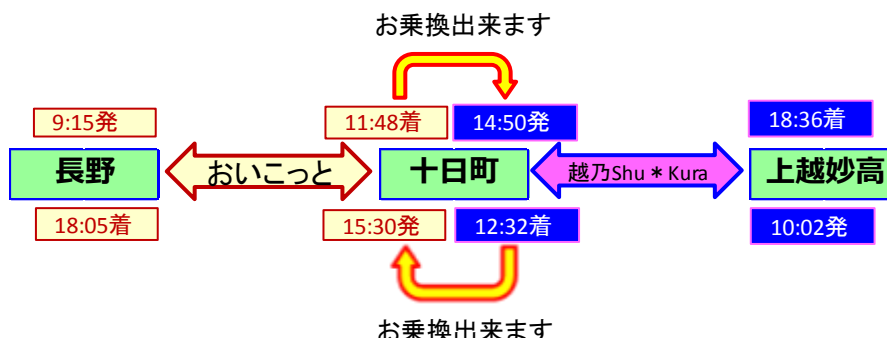 お乗換出来ます
9:15発 11:48着 14:50発 18:36着
長野 おいこっと 十日町 越乃Shu＊Kura 上越妙高
18:05着 15:30発 12:32着 10:02発
お乗換出来ます